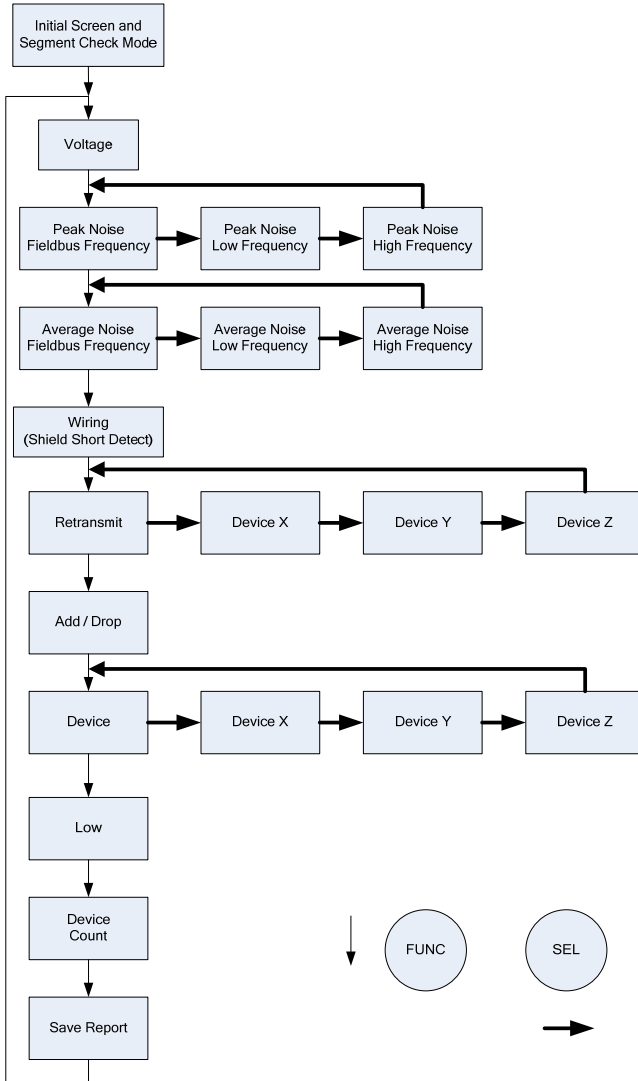 Initial Screen and
Segment Check Mode
Voltage
Peak Noise
Fieldbus Frequency
Peak Noise
Low Frequency
Peak Noise
High Frequency
Average Noise
Fieldbus Frequency
Average Noise
Low Frequency
Average Noise
High Frequency
Wiring
(Shield Short Detect)
Retransmit
Device X
Device Y
Device Z
Add / Drop
Device
Device X
Device Y
Device Z
Low
Device
Count
FUNC
SEL
Save Report